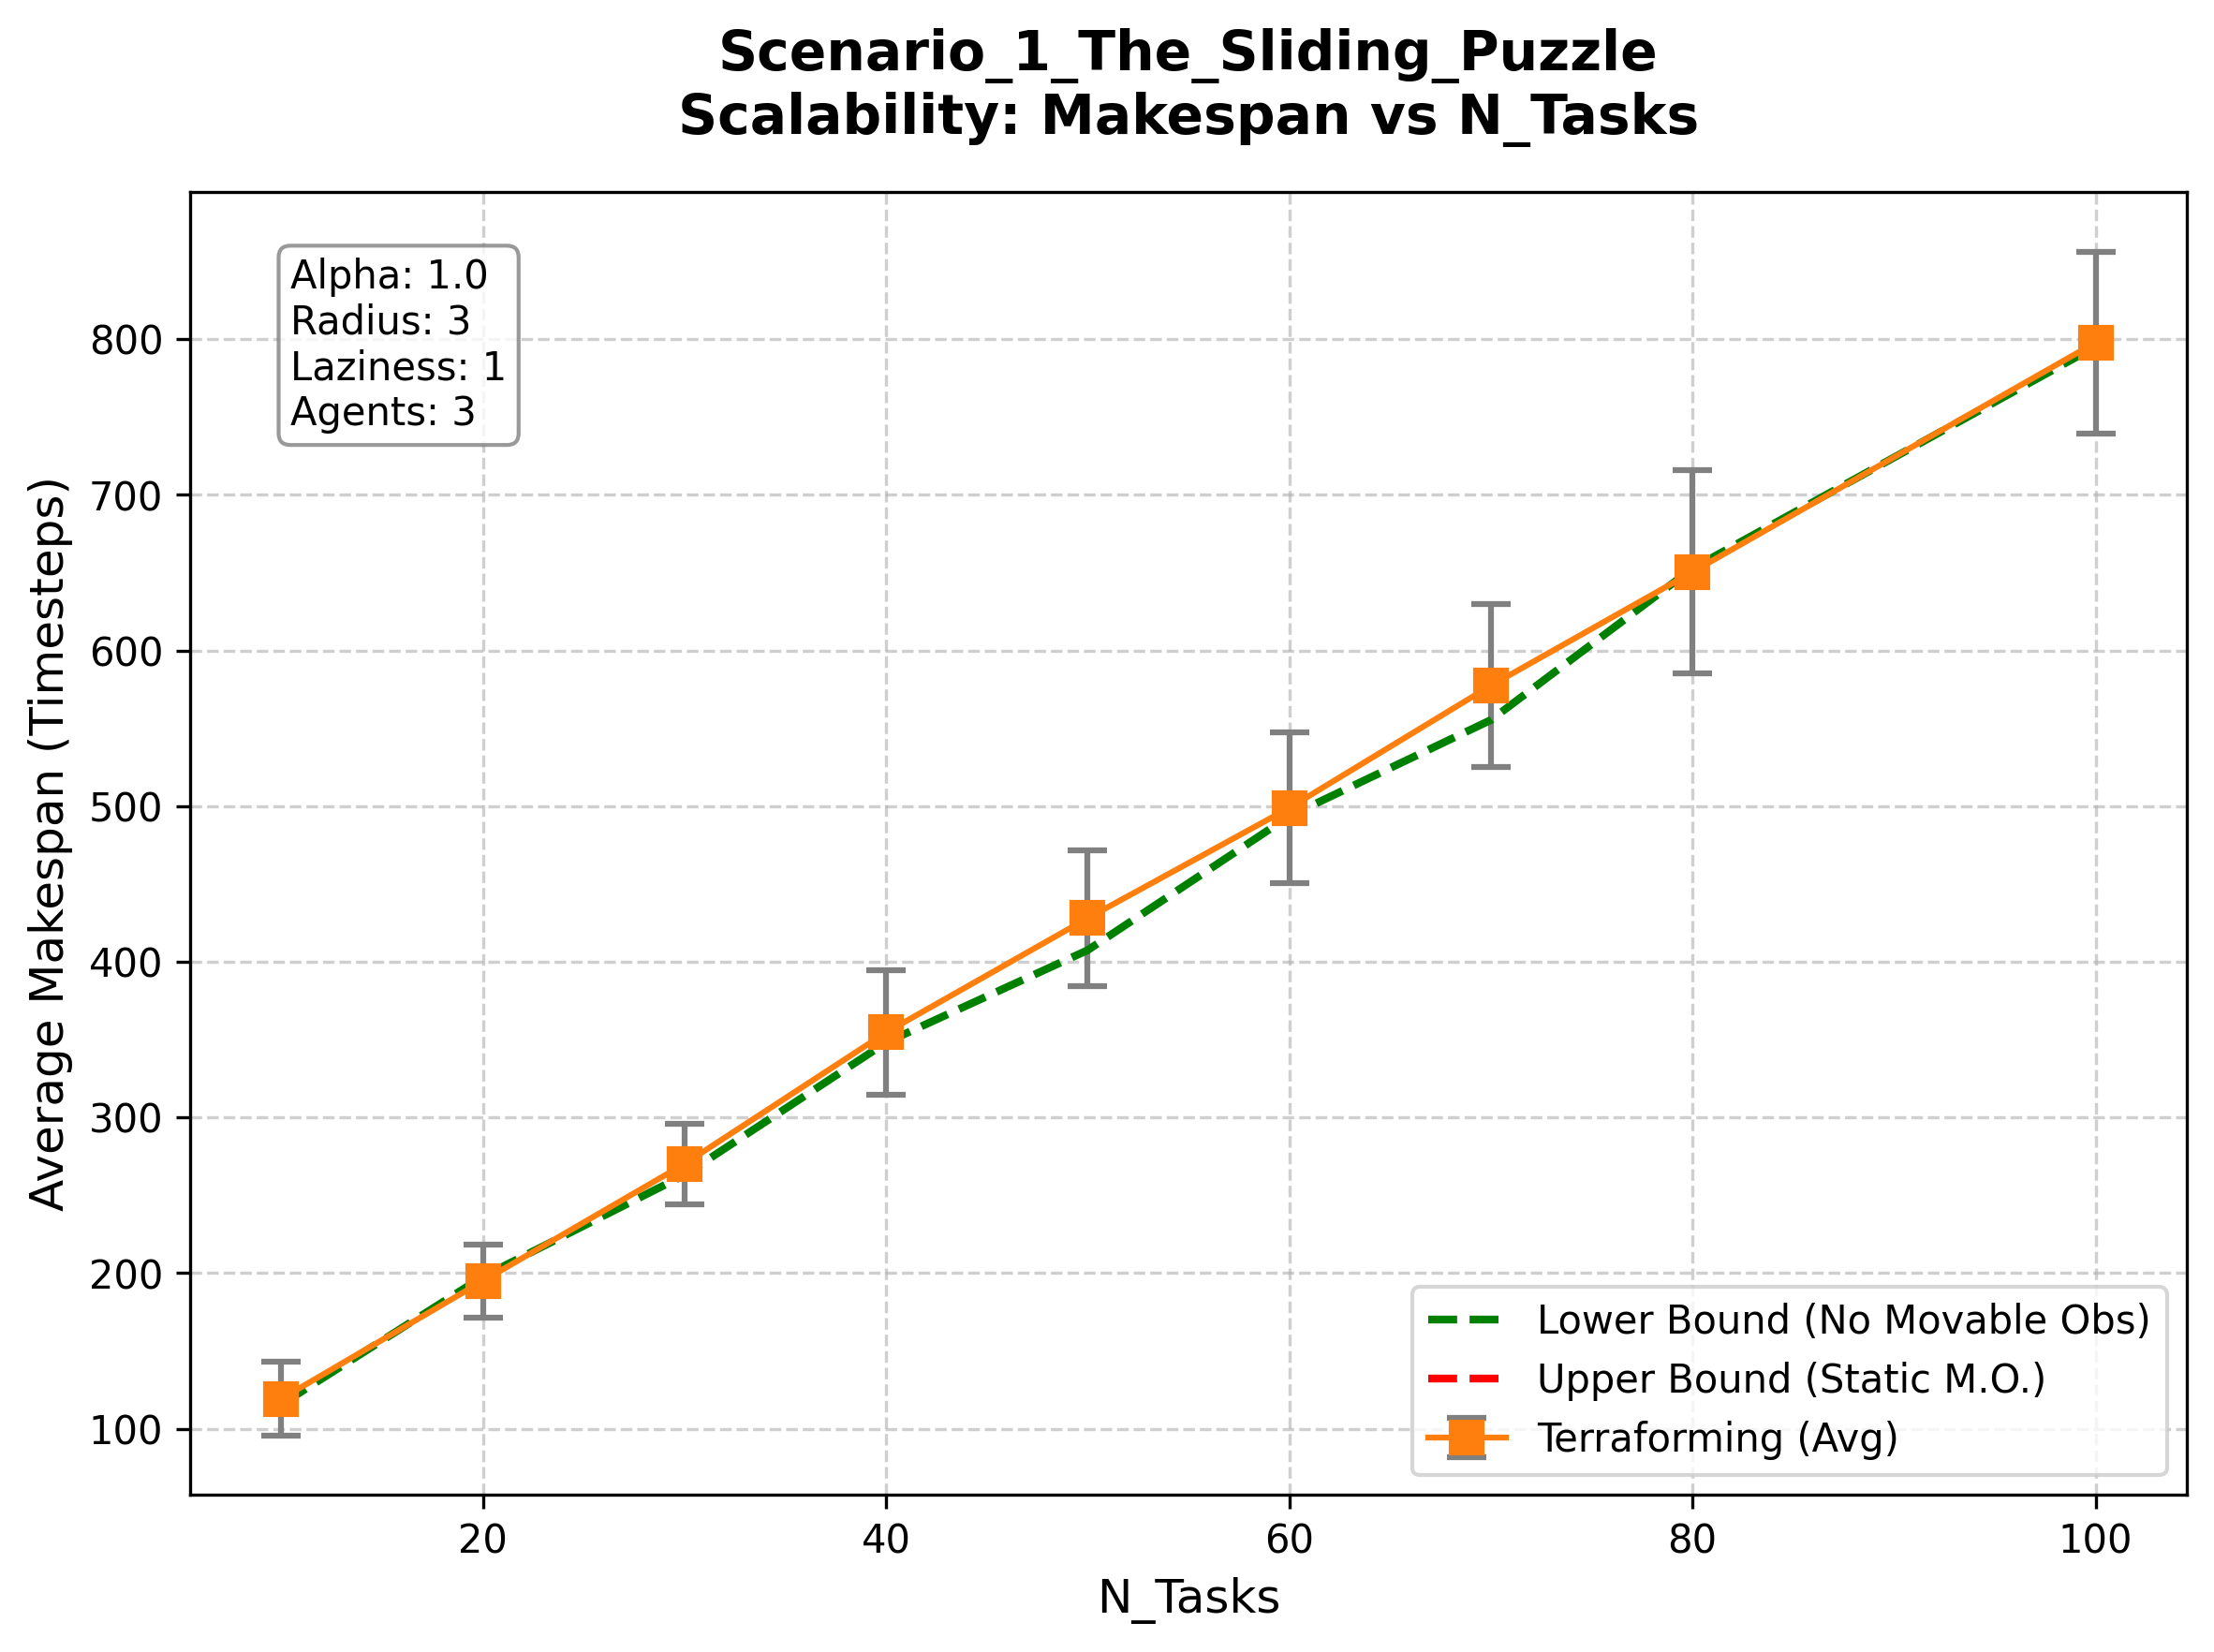 Scenario_1_The_Sliding_Puzzle
Scalability: Makespan vs N_Tasks
Alpha: 1.0
Radius: 3
Laziness: 1
Agents: 3
Average Makespan (Timesteps)
800
700
600
500
400
300
200
100
Lower Bound (No Movable Obs)
Upper Bound (Static M.O.)
Terraforming (Avg)
20
40
60
80
100
N_Tasks